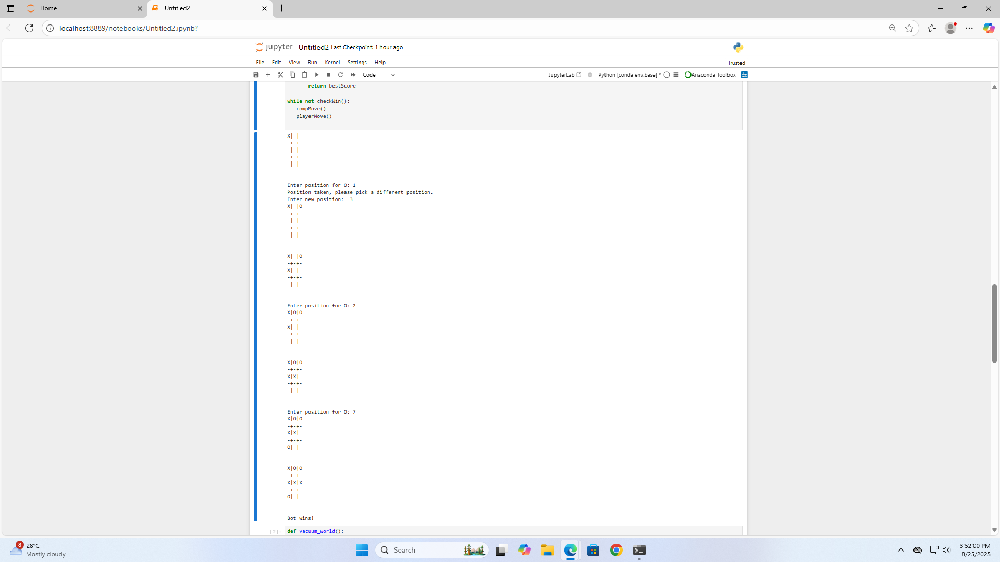 Home
Untitled2
localhost:8889/notebooks/Untitled2.ipynb?
jupyter Untitled2 Last Checkpoint: 1 hour ago
File Edit View Run Kernel Settings Help
Trusted
Code
JupyterLab
Python [conda env:base] *
Anaconda Toolbox
return bestScore
while not checkWin():
compMove()
playerMove()
X| |
-+-+-
 | |
-+-+-
 | |
Enter position for O: 1
Position taken, please pick a different position.
Enter new position:  3
X| |O
-+-+-
 | |
-+-+-
 | |
X| |O
-+-+-
X| |
-+-+-
 | |
Enter position for O: 2
X|O|O
-+-+-
X| |
-+-+-
 | |
X|O|O
-+-+-
X|X|
-+-+-
 | |
Enter position for O: 7
X|O|O
-+-+-
X|X|
-+-+-
O| |
X|O|O
-+-+-
X|X|X
-+-+-
O| |
Bot wins!
[2]: def vacuum_world():
8
28°C
Mostly cloudy
Search
3:52:00 PM
8/25/2025